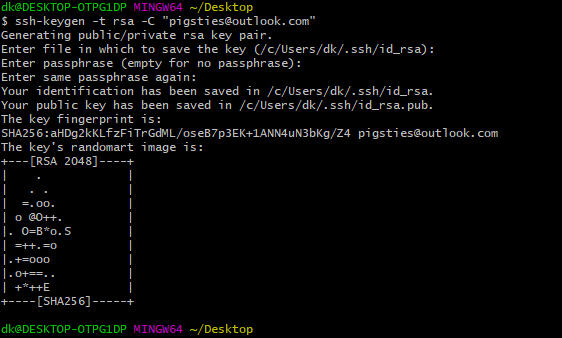 dk@DESKTOP-OTPG1DP MINGW64 ~/Desktop
$ ssh-keygen -t rsa -C "pigsties@outlook.com"
Generating public/private rsa key pair.
Enter file in which to save the key (/c/Users/dk/.ssh/id_rsa):
Enter passphrase (empty for no passphrase):
Enter same passphrase again:
Your identification has been saved in /c/Users/dk/.ssh/id_rsa.
Your public key has been saved in /c/Users/dk/.ssh/id_rsa.pub.
The key fingerprint is:
SHA256:aHDg2kKLfzFiTrGdML/oseB7p3EK+1ANN4uN3bKg/Z4 pigsties@outlook.com
The key's randomart image is:
+---[RSA 2048]----+
|    .            |
|   . .           |
|  =.oo.          |
| o @O++.         |
|. O=B*o.S        |
| =++.=o          |
|.+=ooo           |
|.o+==..          |
| +*++E           |
+----[SHA256]-----+
dk@DESKTOP-OTPG1DP MINGW64 ~/Desktop